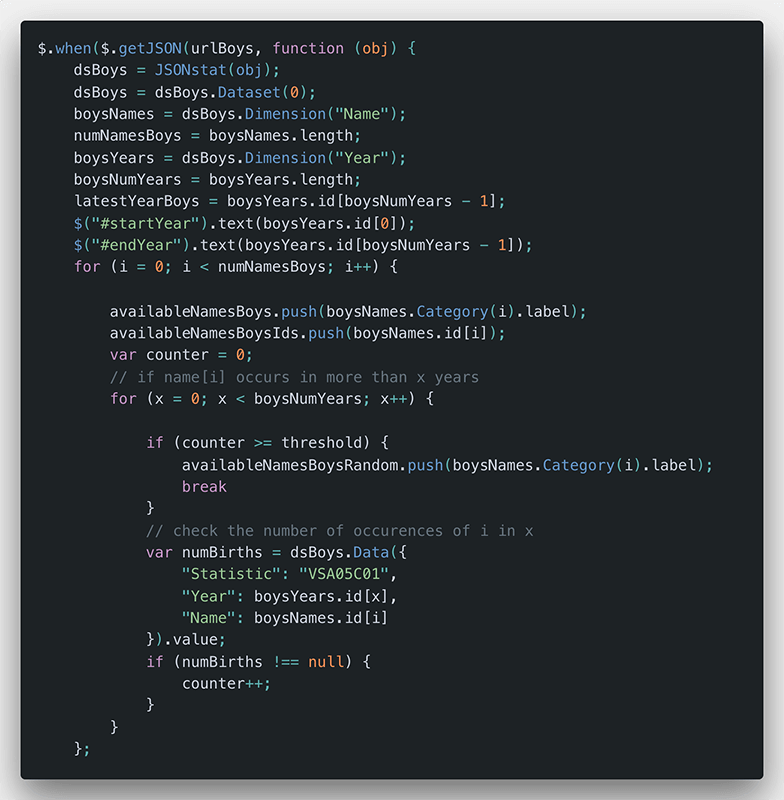 $.when($.getJSON(urlBoys, function (obj) {
    dsBoys = JSONstat(obj);
    dsBoys = dsBoys.Dataset(0);
    boysNames = dsBoys.Dimension("Name");
    numNamesBoys = boysNames.length;
    boysYears = dsBoys.Dimension("Year");
    boysNumYears = boysYears.length;
    latestYearBoys = boysYears.id[boysNumYears - 1];
    $("#startYear").text(boysYears.id[0]);
    $("#endYear").text(boysYears.id[boysNumYears - 1]);
    for (i = 0; i < numNamesBoys; i++) {

        availableNamesBoys.push(boysNames.Category(i).label);
        availableNamesBoysIds.push(boysNames.id[i]);
        var counter = 0;
        // if name[i] occurs in more than x years
        for (x = 0; x < boysNumYears; x++) {

            if (counter >= threshold) {
                availableNamesBoysRandom.push(boysNames.Category(i).label);
                break
            }
            // check the number of occurences of i in x
            var numBirths = dsBoys.Data({
                "Statistic": "VSA05C01",
                "Year": boysYears.id[x],
                "Name": boysNames.id[i]
            }).value;
            if (numBirths !== null) {
                counter++;
            }
        }
    };